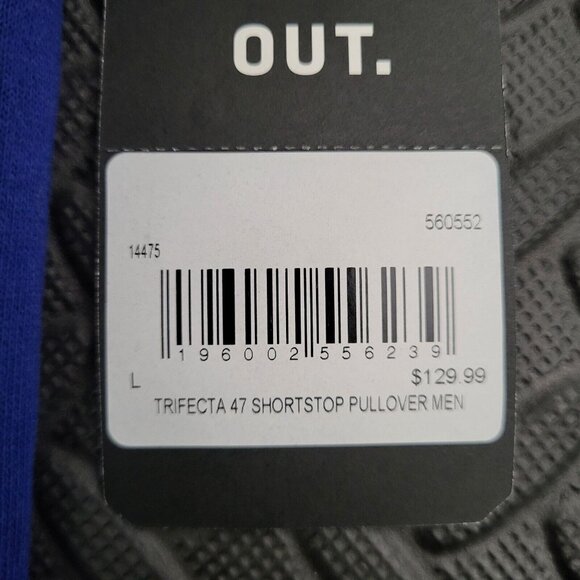 OUT.
560552
14475
196002556239
L
$129.99
TRIFECTA 47 SHORTSTOP PULLOVER MEN